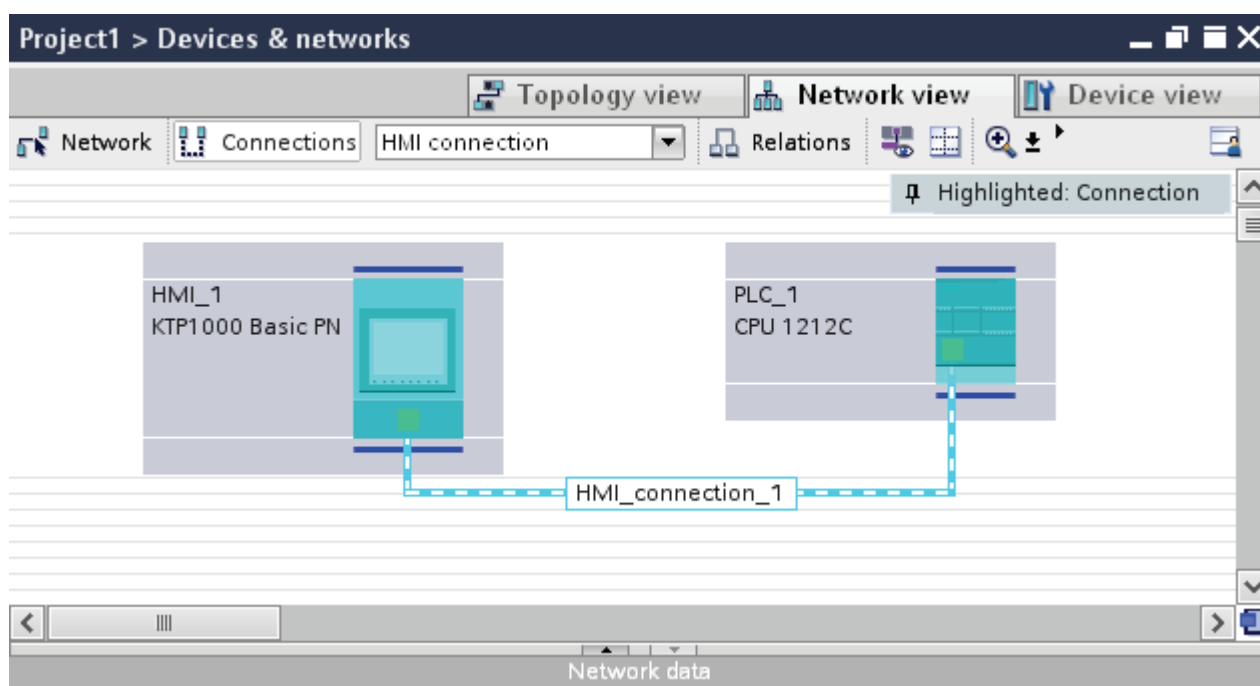 Project1 > Devices & networks
Topology view Network view Device view
Network Connections HMI connection Relations
Highlighted: Connection
HMI_1
KTP1000 Basic PN
PLC_1
CPU 1212C
HMI_connection_1
Network data